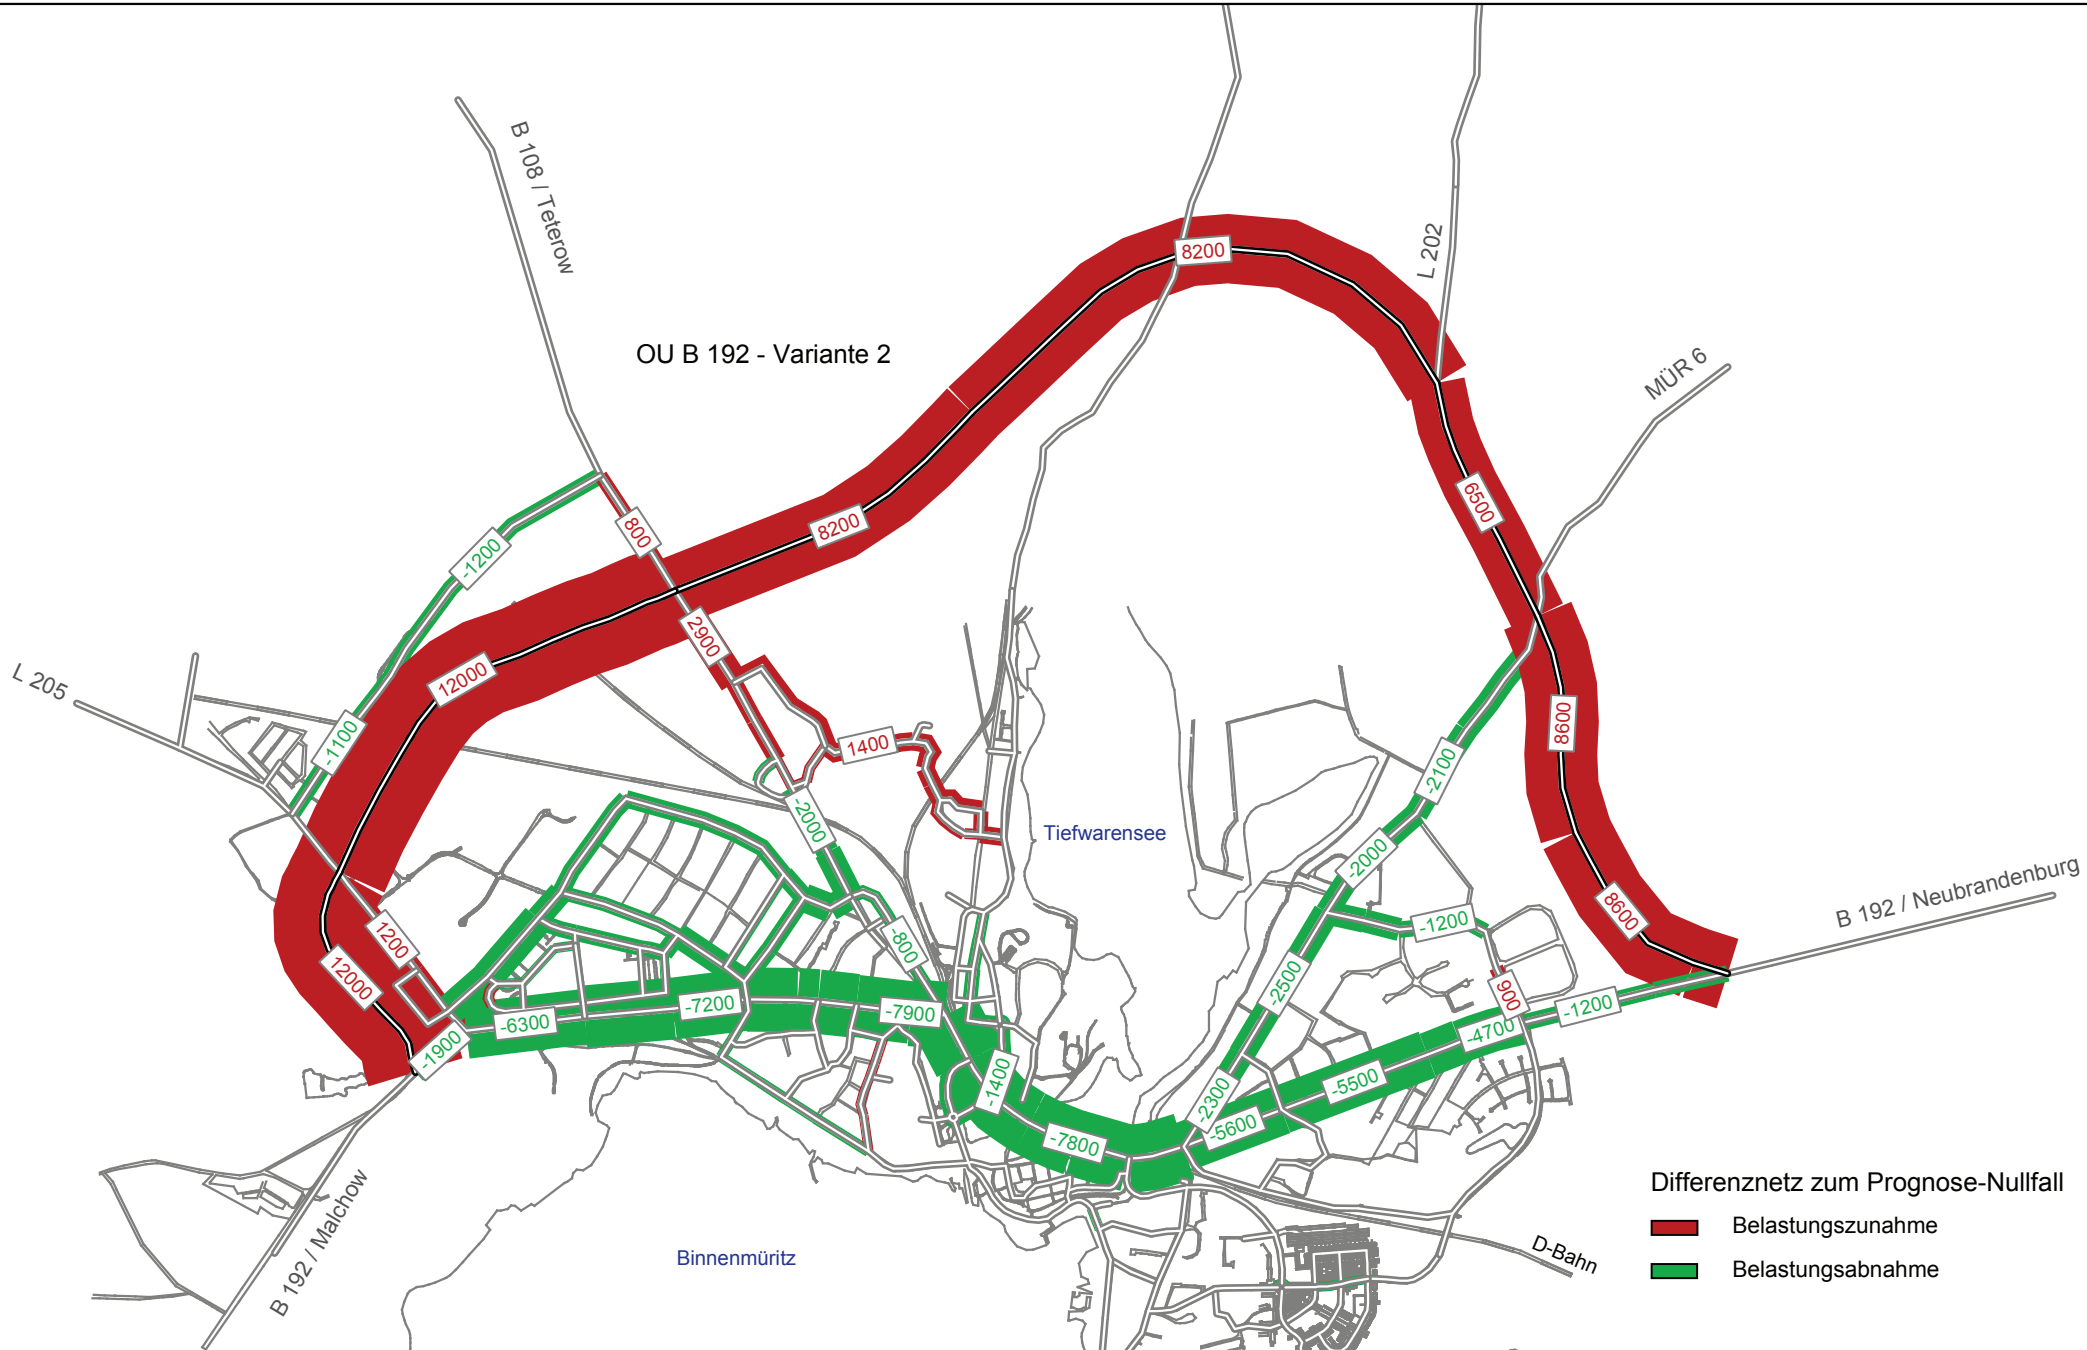 B 108 / Teterow
L 202
8200
OU B 192 - Variante 2
MÜR 6
800
8200
6500
-1200
2900
L 205
12000
-1100
1400
8600
-2100
-2000
Tiefwarensee
-2000
B 192 / Neubrandenburg
1200
-800
-1200
8600
12000
-2500
900
-7200
-7900
-1200
-6300
-4700
-1900
-1400
-5500
-2300
-5600
-7800
B 192 / Malchow
Binnenmüritz
D-Bahn
Differenznetz zum Prognose-Nullfall
Belastungszunahme
Belastungsabnahme